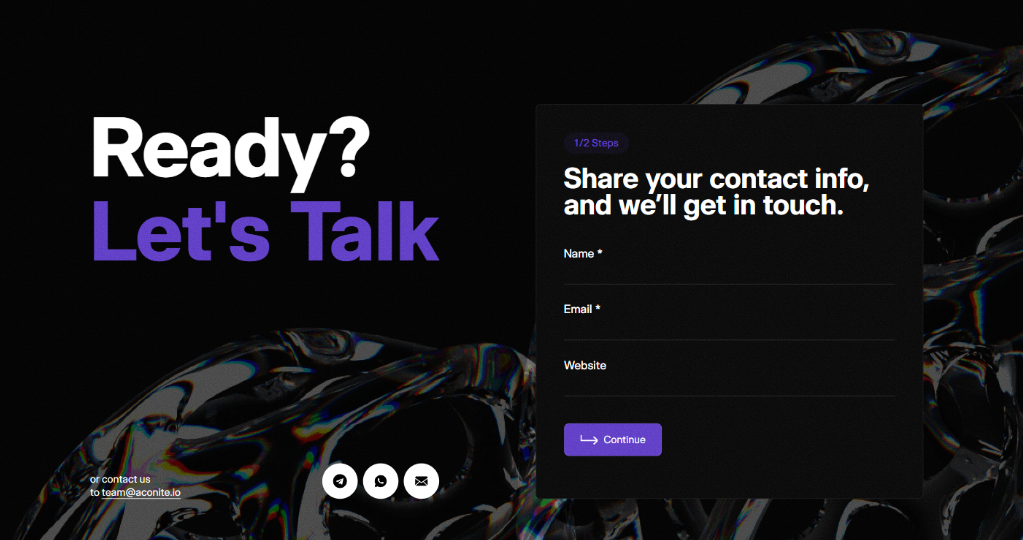 Ready?
Let's Talk
or contact us
to team@aconite.io
1/2 Steps
Share your contact info,
and we'll get in touch.
Name *
Email *
Website
Continue